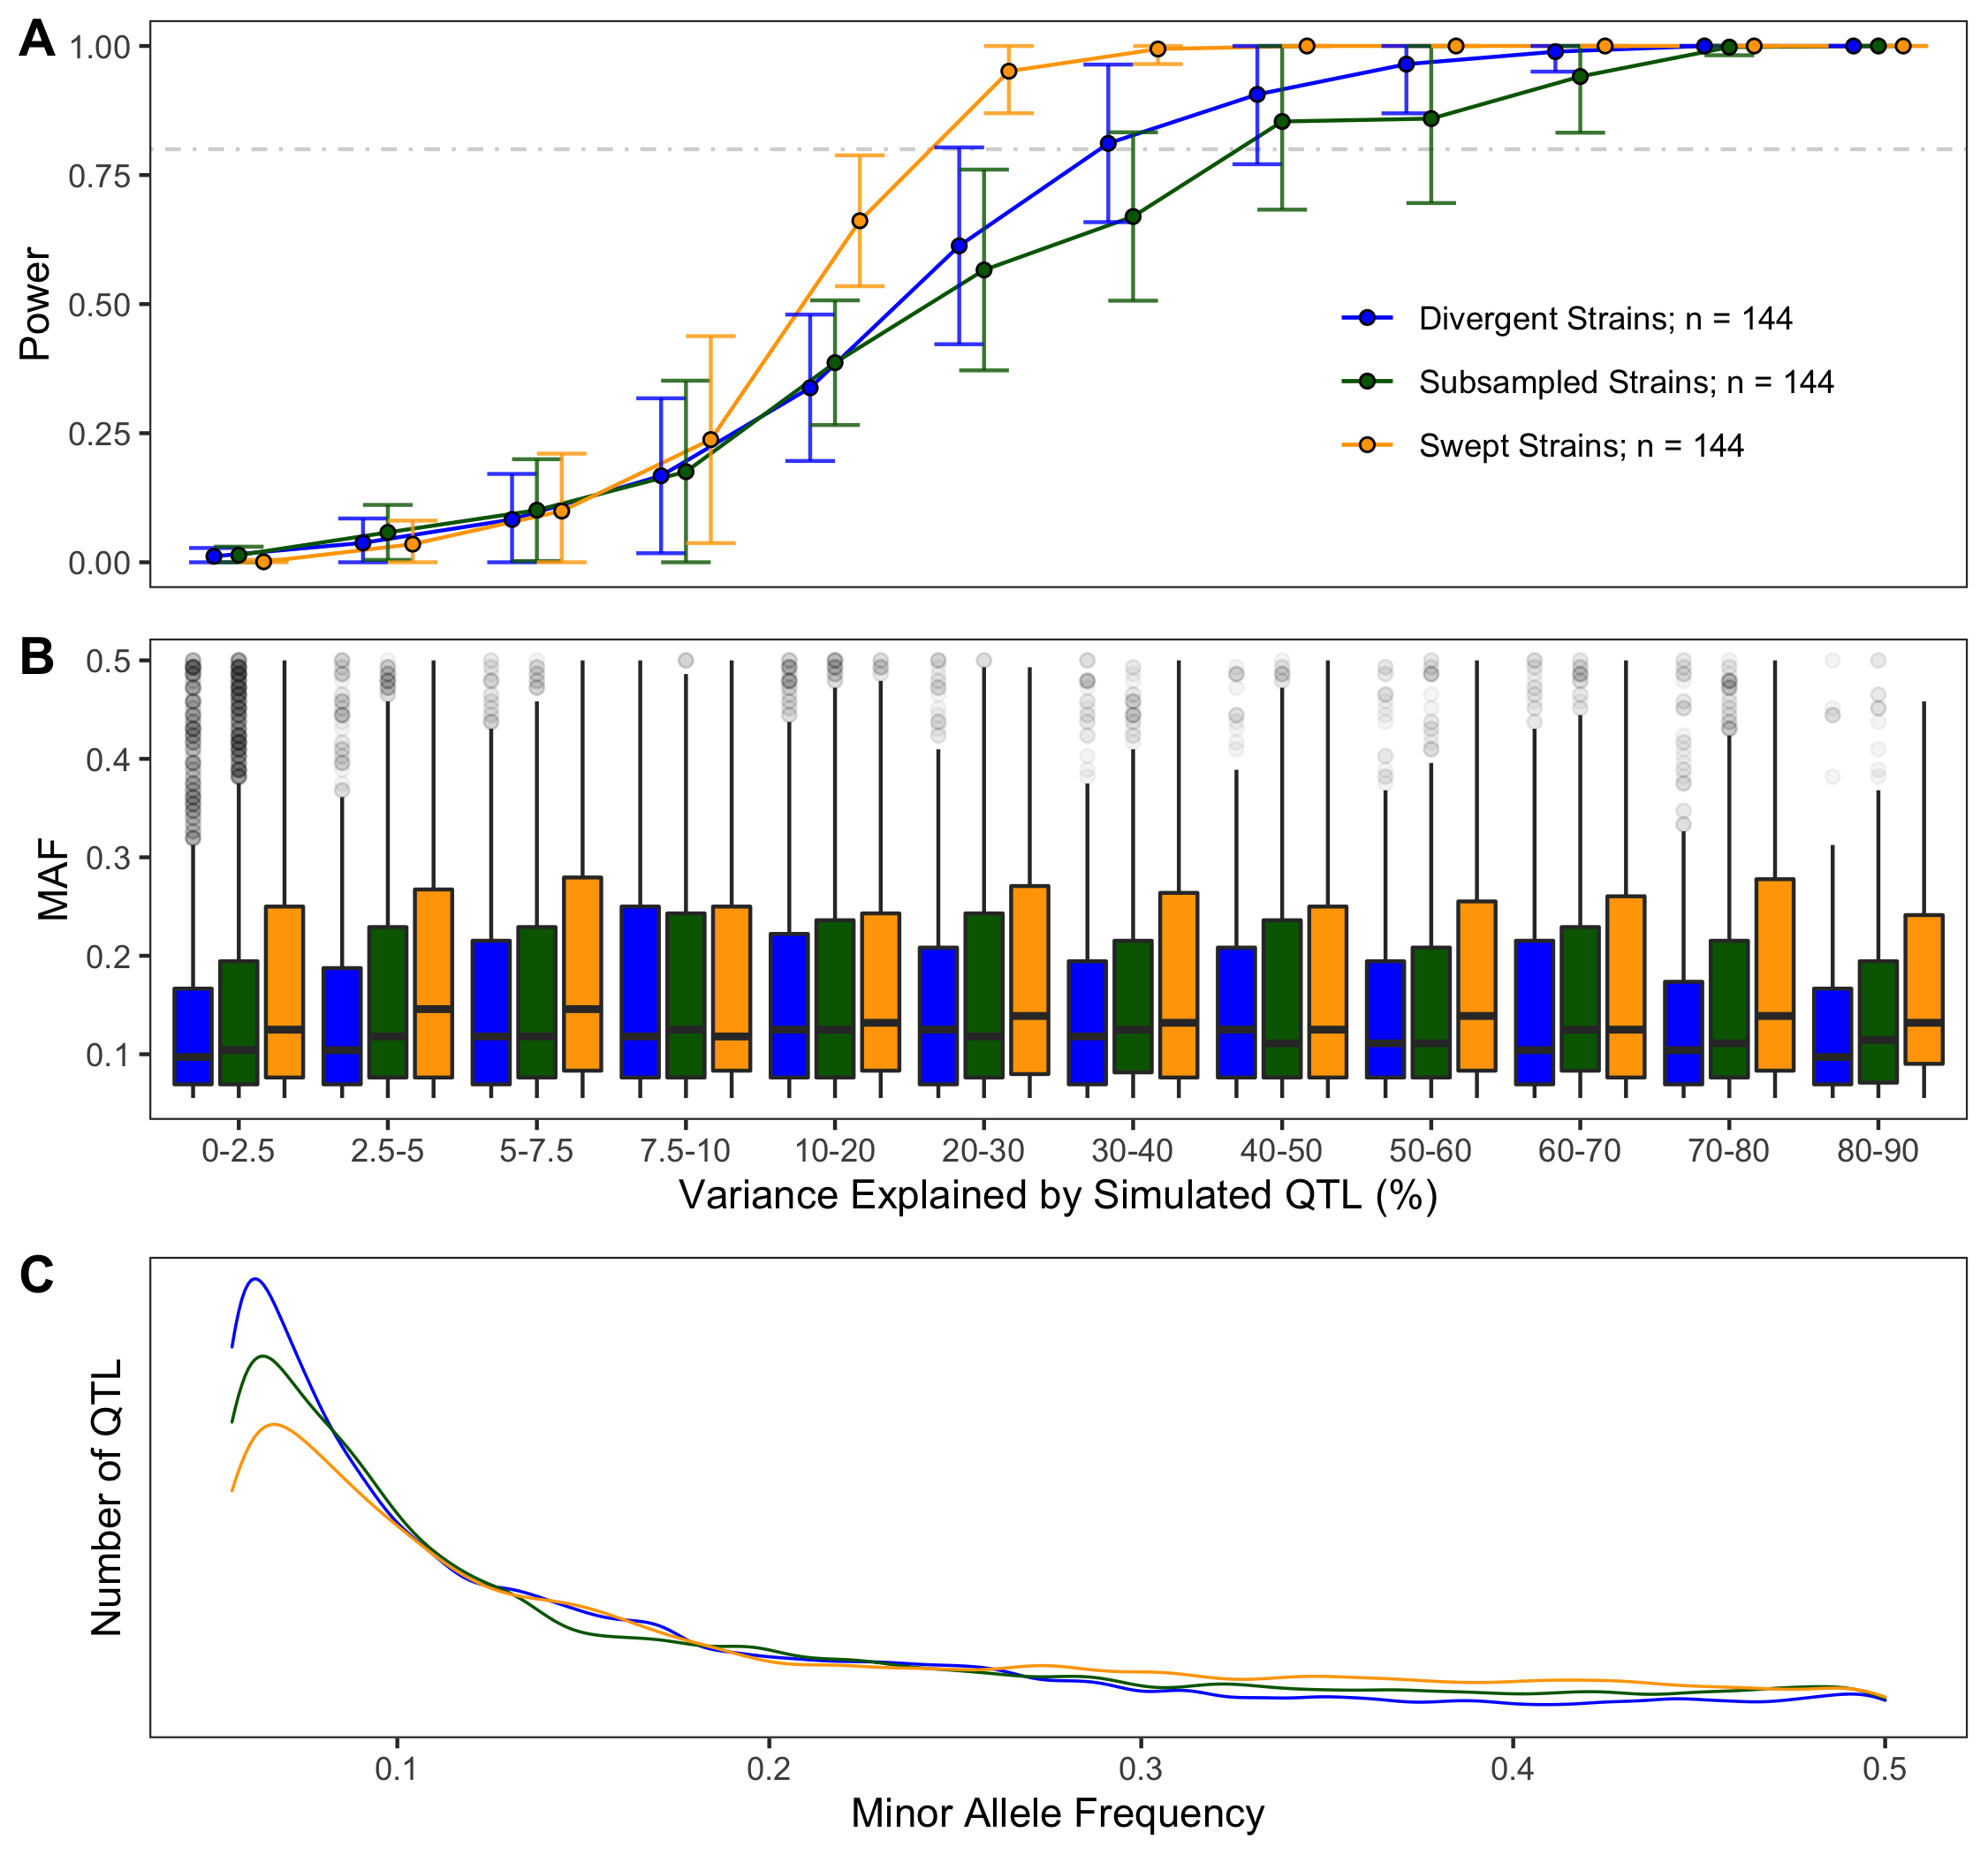 A
1.00
0.75
0.50
0.25
0.00
Power
Divergent Strains; n = 144
Subsampled Strains; n = 144
Swept Strains; n = 144
B
0.5
0.4
0.3
0.2
0.1
MAF
0-2.5 2.5-5 5-7.5 7.5-10 10-20 20-30 30-40 40-50 50-60 60-70 70-80 80-90
Variance Explained by Simulated QTL (%)
C
Number of QTL
0.1 0.2 0.3 0.4 0.5
Minor Allele Frequency